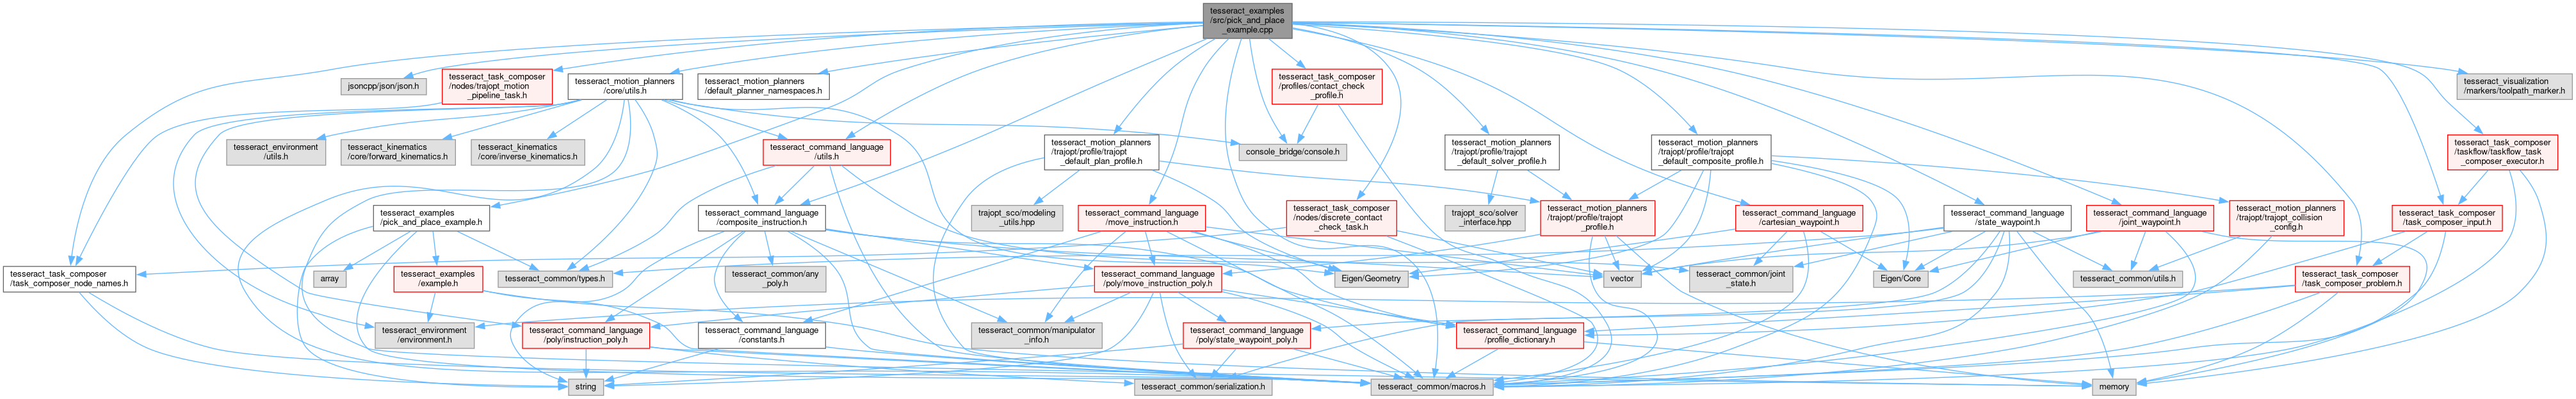 tesseract_examples
/src/pick_and_place
_example.cpp
jsoncpp/json/json.h
tesseract_task_composer
/nodes/trajopt_motion
_pipeline_task.h
tesseract_motion_planners
/core/utils.h
tesseract_motion_planners
/default_planner_namespaces.h
tesseract_task_composer
/profiles/contact_check
_profile.h
tesseract_visualization
/markers/toolpath_marker.h
tesseract_environment
/utils.h
tesseract_kinematics
/core/forward_kinematics.h
tesseract_kinematics
/core/inverse_kinematics.h
tesseract_command_language
/utils.h
tesseract_motion_planners
/trajopt/profile/trajopt
_default_plan_profile.h
console_bridge/console.h
tesseract_motion_planners
/trajopt/profile/trajopt
_default_solver_profile.h
tesseract_motion_planners
/trajopt/profile/trajopt
_default_composite_profile.h
tesseract_task_composer
/taskflow/taskflow_task
_composer_executor.h
tesseract_examples
/pick_and_place_example.h
tesseract_command_language
/composite_instruction.h
trajopt_sco/modeling
_utils.hpp
tesseract_command_language
/move_instruction.h
tesseract_task_composer
/nodes/discrete_contact
_check_task.h
trajopt_sco/solver
_interface.hpp
tesseract_motion_planners
/trajopt/profile/trajopt
_profile.h
tesseract_command_language
/cartesian_waypoint.h
tesseract_command_language
/state_waypoint.h
tesseract_command_language
/joint_waypoint.h
tesseract_motion_planners
/trajopt/trajopt_collision
_config.h
tesseract_task_composer
/task_composer_input.h
tesseract_task_composer
/task_composer_node_names.h
array
tesseract_examples
/example.h
tesseract_common/types.h
tesseract_common/any
_poly.h
tesseract_command_language
/poly/move_instruction_poly.h
Eigen/Geometry
vector
tesseract_common/joint
_state.h
Eigen/Core
tesseract_common/utils.h
tesseract_task_composer
/task_composer_problem.h
tesseract_environment
/environment.h
tesseract_command_language
/poly/instruction_poly.h
tesseract_command_language
/constants.h
tesseract_common/manipulator
_info.h
tesseract_command_language
/poly/state_waypoint_poly.h
tesseract_command_language
/profile_dictionary.h
string
tesseract_common/serialization.h
tesseract_common/macros.h
memory